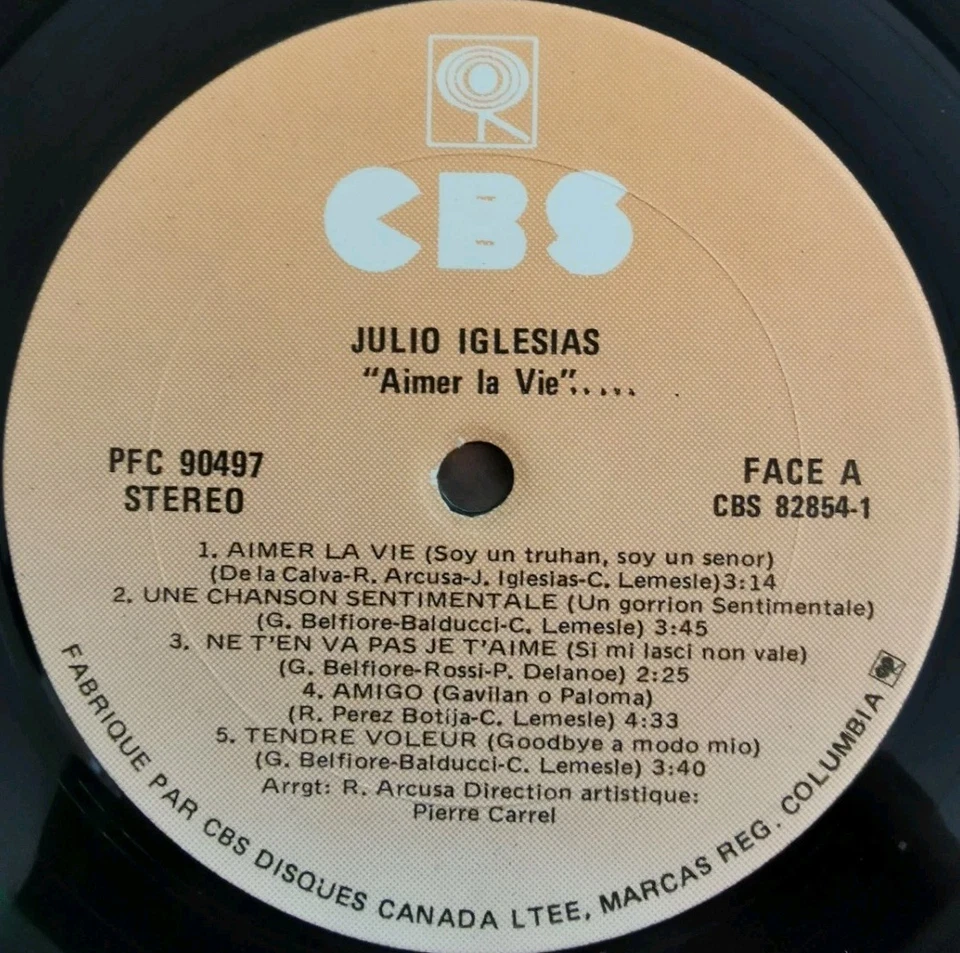 CBS
JULIO IGLESIAS
"Aimer la Vie".....
PFC 90497
STEREO
FACE A
CBS 82854-1
1. AIMER LA VIE (Soy un truhan, soy un senor)
(De la Calva-R. Arcusa-J. Iglesias-C. Lemesle)3:14
2. UNE CHANSON SENTIMENTALE (Un gorrion Sentimentale)
(G. Belfiore-Balducci-C. Lemesle) 3:45
3. NE T'EN VA PAS JE T'AIME (Si mi lasci non vale)
(G. Belfiore-Rossi-P. Delanoe) 2:25
4. AMIGO (Gavilan o Paloma)
(R. Perez Botija-C. Lemesle) 4:33
5. TENDRE VOLEUR (Goodbye a modo mio)
(G. Belfiore-Balducci-C. Lemesle) 3:40
Arrgt: R. Arcusa Direction artistique:
Pierre Carrel
FABRIQUE PAR CBS DISQUES CANADA LTEE, MARCAS REG. COLUMBIA